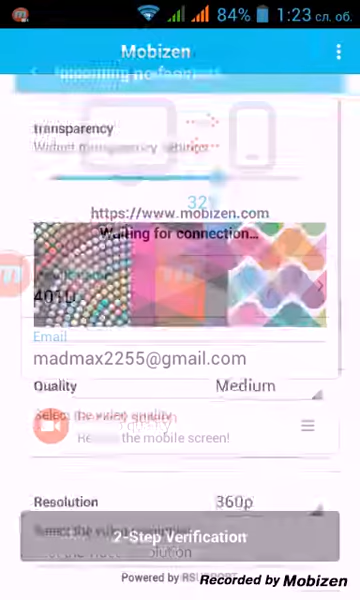 84% 1:23 сл. об.
Mobizen
transparency
Widget transparency settings
32%
https://www.mobizen.com
Waiting for connection...
Email
madmax2255@gmail.com
Quality Medium
Select the video quality
the mobile screen!
Resolution 360p
2-Step Verification
Powered by RSUPPORT
Recorded by Mobizen